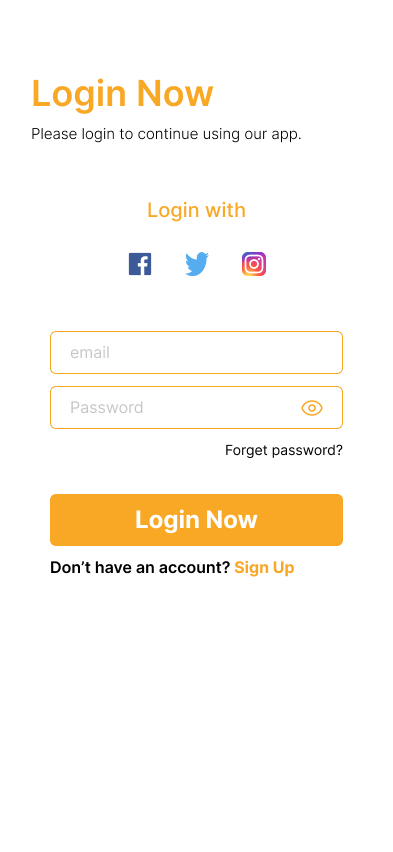 Login Now
Please login to continue using our app.
Login with
email
Password
Forget password?
Login Now
Don’t have an account? Sign Up